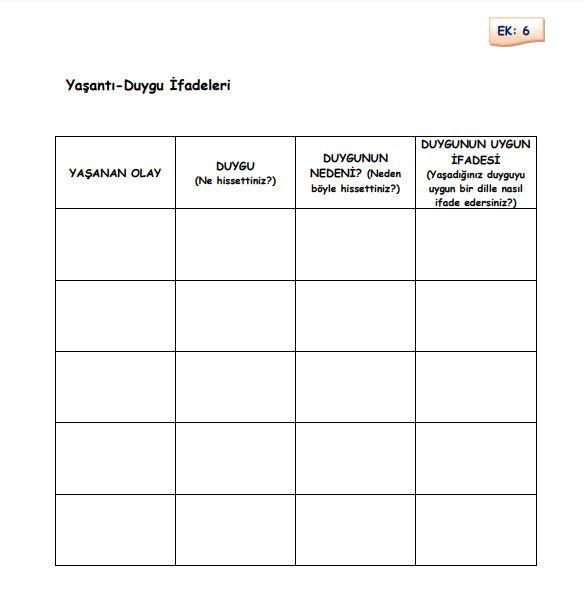 EK: 6
Yaşantı-Duygu İfadeleri
YAŞANAN OLAY
DUYGU
(Ne hissettiniz?)
DUYGUNUN
NEDENİ? (Neden
böyle hissettiniz?)
DUYGUNUN UYGUN
İFADESİ
(Yaşadığınız duyguyu
uygun bir dille nasıl
ifade edersiniz?)